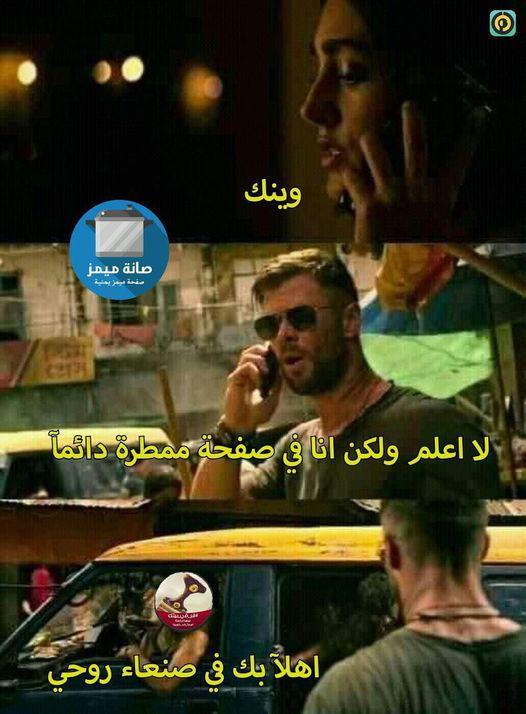 وينك
صانة ميمز
صفحة ميمز يمنية
لا اعلم ولكن انا في صفحة ممطرة دائماً
اهلاً بك في صنعاء روحي